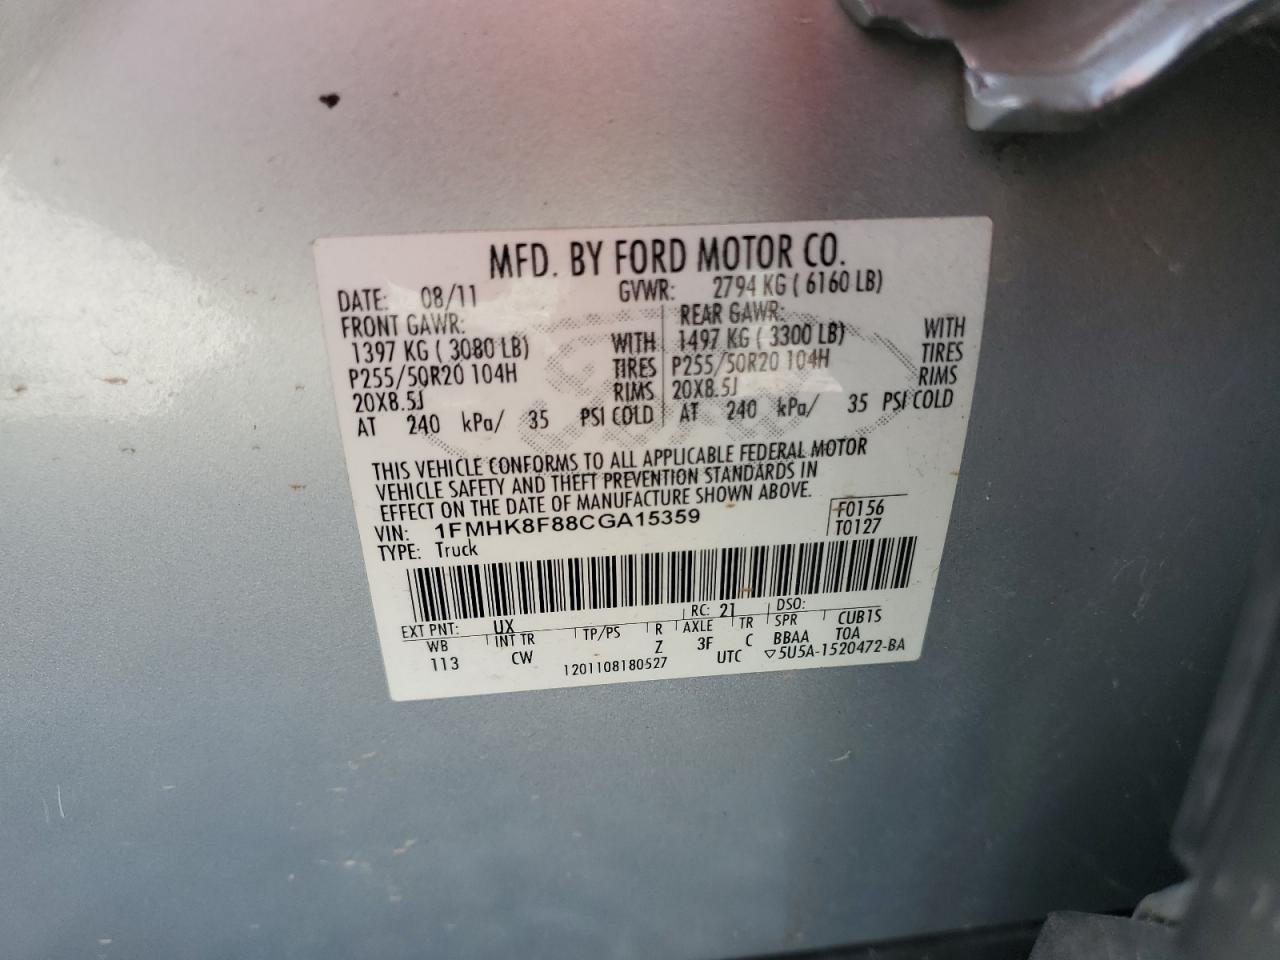 MFD. BY FORD MOTOR CO.
DATE: 08/11 GVWR: 2794 KG ( 6160 LB)
FRONT GAWR: REAR GAWR:
1397 KG ( 3080 LB) WITH 1497 KG ( 3300 LB) WITH
P255/50R20 104H TIRES P255/50R20 104H TIRES
20X8.5J RIMS 20X8.5J RIMS
AT 240 kPa/ 35 PSI COLD AT 240 kPa/ 35 PSI COLD
THIS VEHICLE CONFORMS TO ALL APPLICABLE FEDERAL MOTOR
VEHICLE SAFETY AND THEFT PREVENTION STANDARDS IN
EFFECT ON THE DATE OF MANUFACTURE SHOWN ABOVE.
VIN: 1FMHK8F88CGA15359 F0156
TYPE: Truck T0127
EXT PNT: UX RC: 21 DSO:
WB INT TR TP/PS R AXLE TR SPR CUB1S
113 CW Z 3F C BBAA TOA
1201108180527 UTC ▽5U5A-1520472-BA